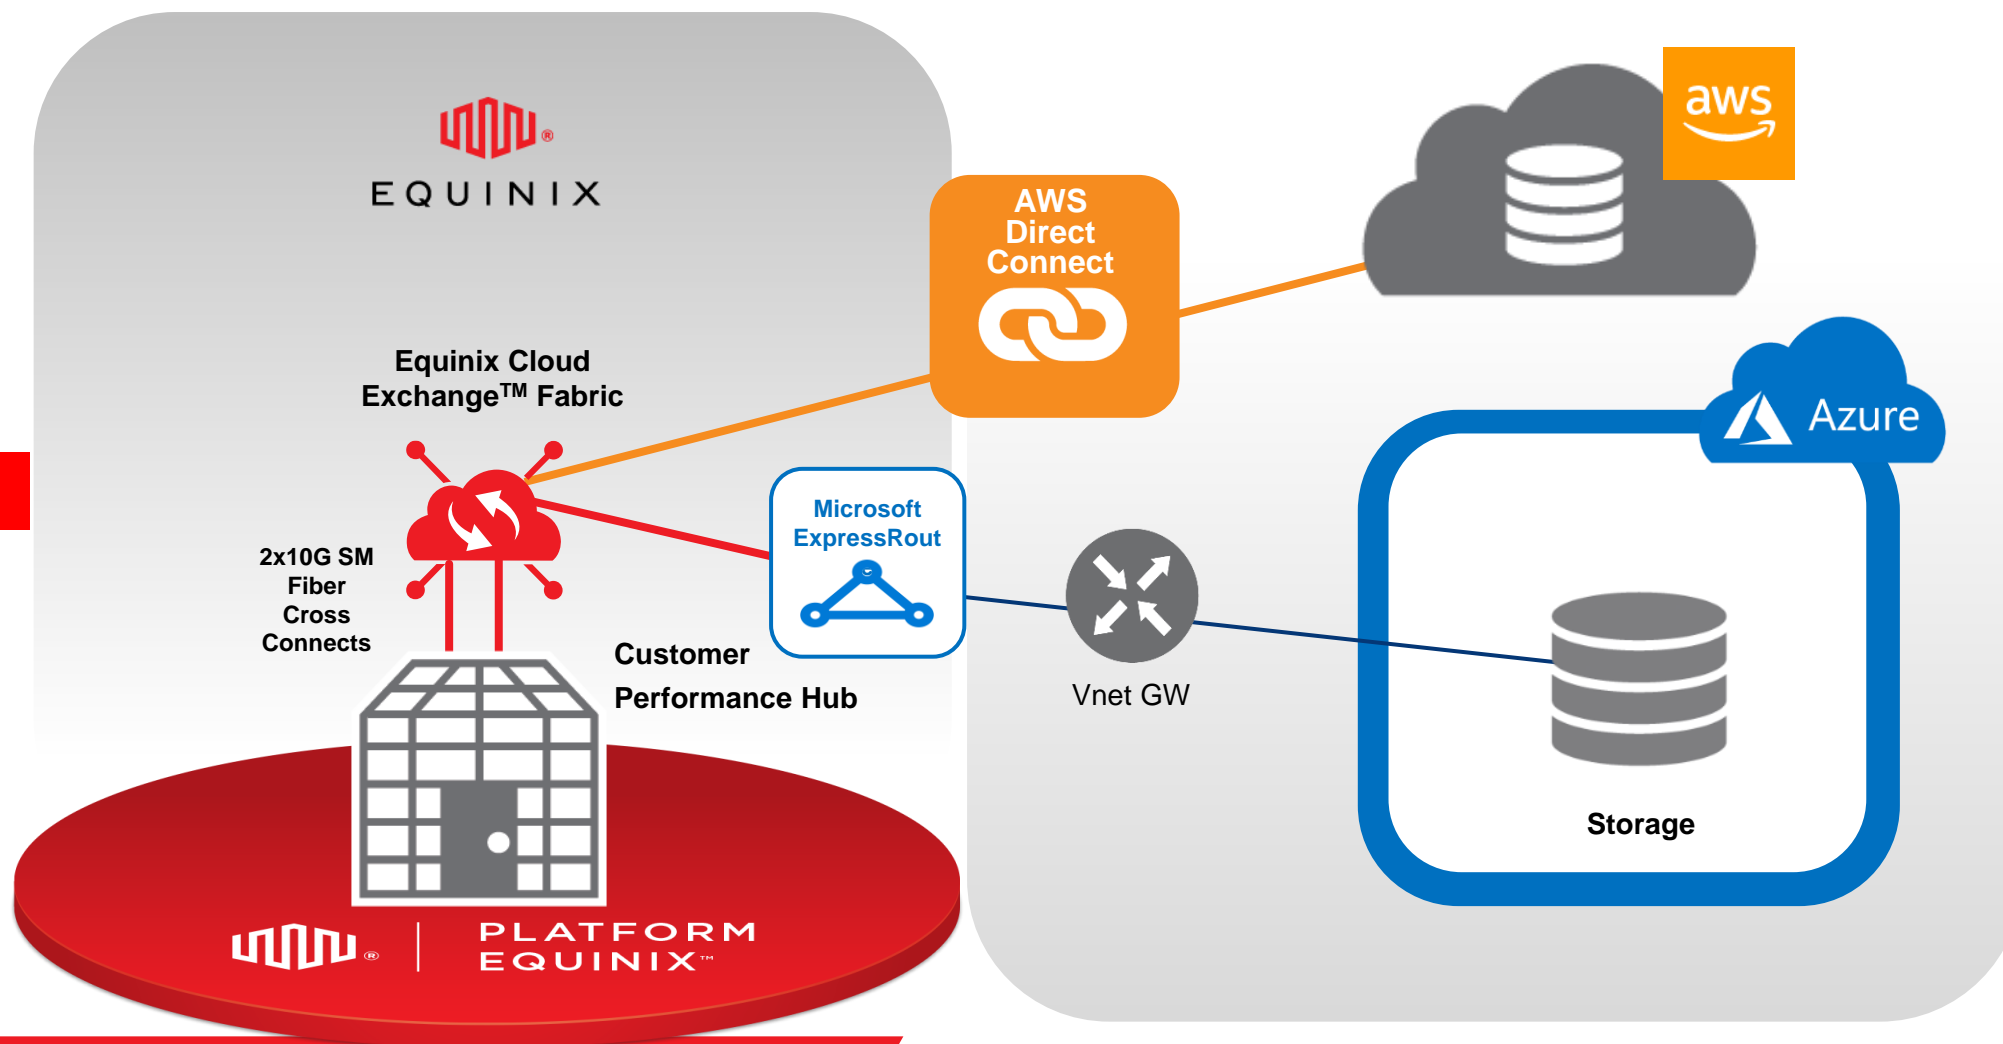 EQUINIX
aws
AWS
Direct
Connect
Equinix Cloud
Exchange™ Fabric
Azure
Microsoft
ExpressRout
2x10G SM
Fiber
Cross
Connects
Customer
Performance Hub
Vnet GW
Storage
PLATFORM
EQUINIX™